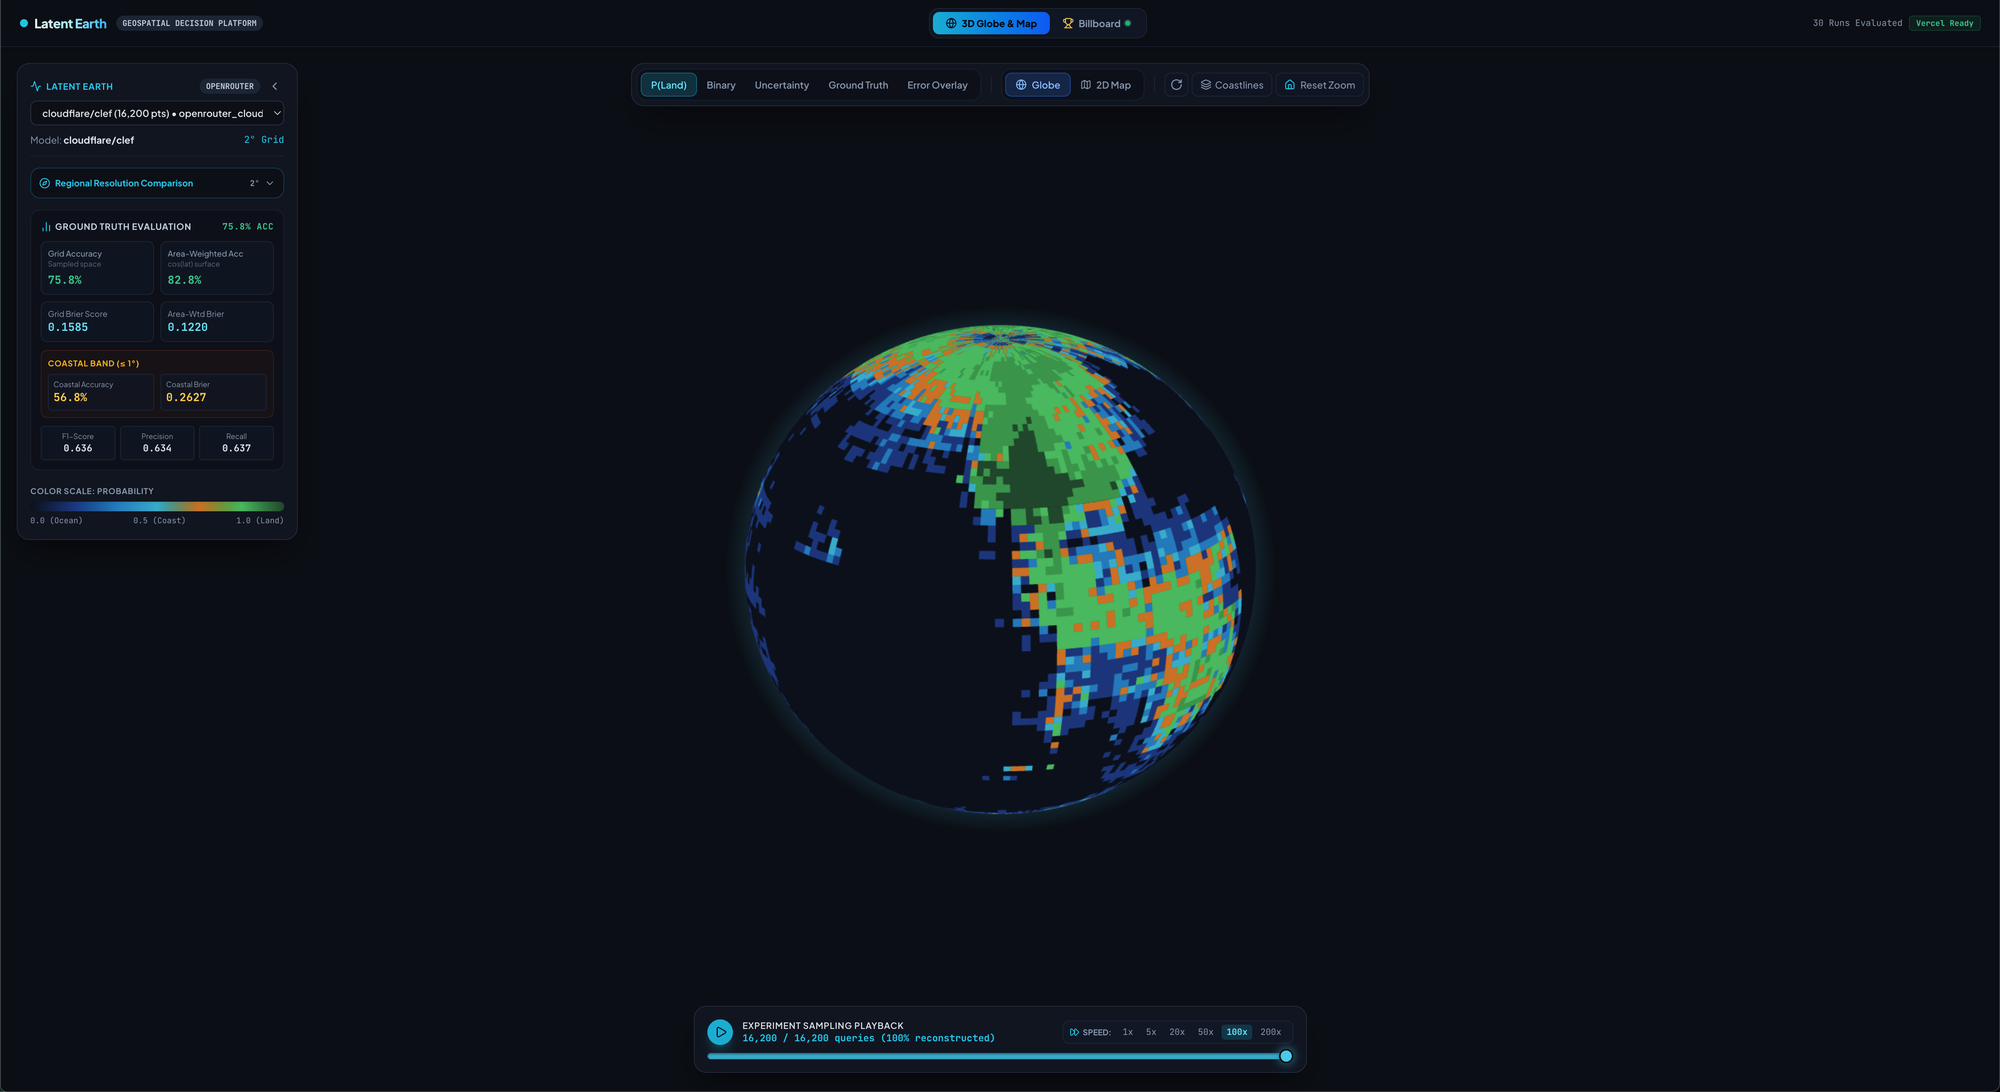 Latent Earth GEOSPATIAL DECISION PLATFORM
3D Globe & Map Billboard
30 Runs Evaluated Vercel Ready
LATENT EARTH OPENROUTER
cloudflare/clef (16,200 pts) • openrouter_cloud
Model: cloudflare/clef 2° Grid
Regional Resolution Comparison 2°
GROUND TRUTH EVALUATION 75.8% ACC
Grid Accuracy
Sampled space
75.8%
Area-Weighted Acc
cos(lat) surface
82.8%
Grid Brier Score
0.1585
Area-Wtd Brier
0.1220
COASTAL BAND (≤ 1°)
Coastal Accuracy
56.8%
Coastal Brier
0.2627
F1-Score
0.636
Precision
0.634
Recall
0.637
COLOR SCALE: PROBABILITY
0.0 (Ocean) 0.5 (Coast) 1.0 (Land)
P(Land) Binary Uncertainty Ground Truth Error Overlay Globe 2D Map Coastlines Reset Zoom
EXPERIMENT SAMPLING PLAYBACK
16,200 / 16,200 queries (100% reconstructed)
SPEED: 1x 5x 20x 50x 100x 200x